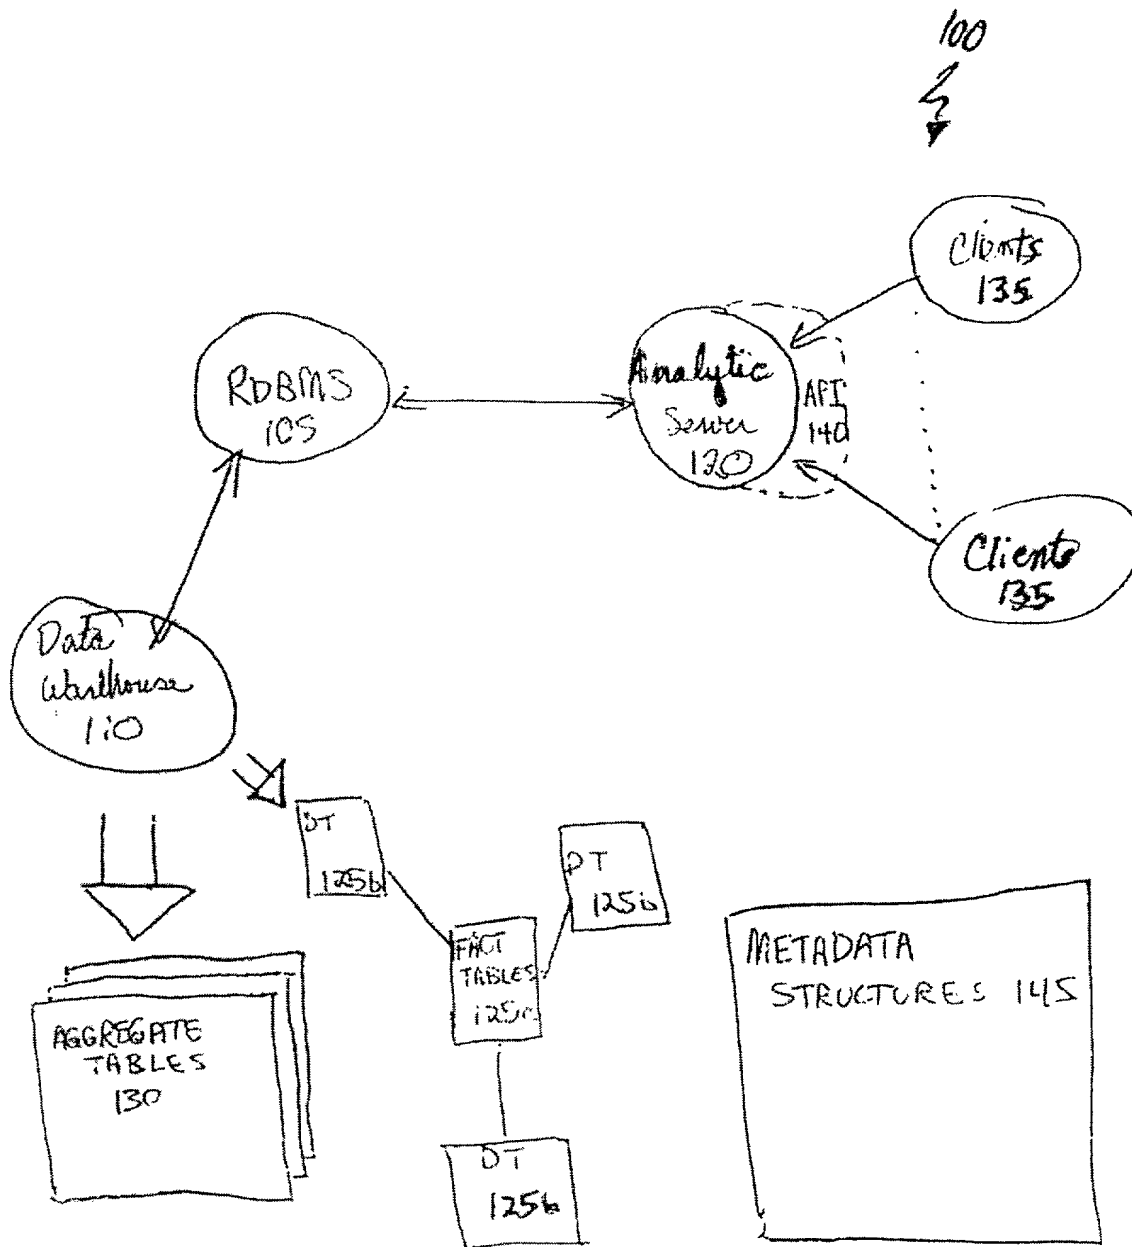 100
Clients
135
RDBMS
105
Analytic
Server
120
API
140
Clients
135
Data
Warehouse
110
DT
125b
DT
125b
FACT
TABLES
125a
METADATA
STRUCTURES 145
AGGREGATE
TABLES
130
DT
125b